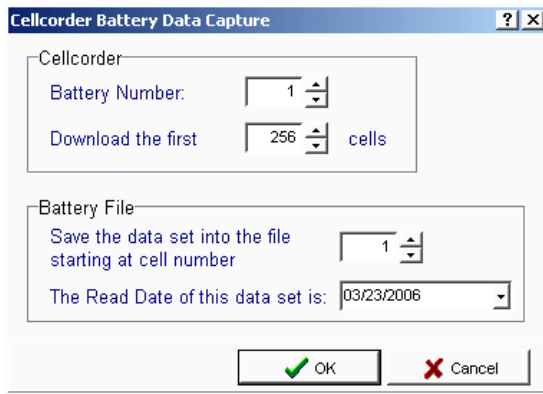 Cellcorder Battery Data Capture
Cellcorder
Battery Number: 1
Download the first 256 cells
Battery File
Save the data set into the file
starting at cell number 1
The Read Date of this data set is: 03/23/2006
OK Cancel